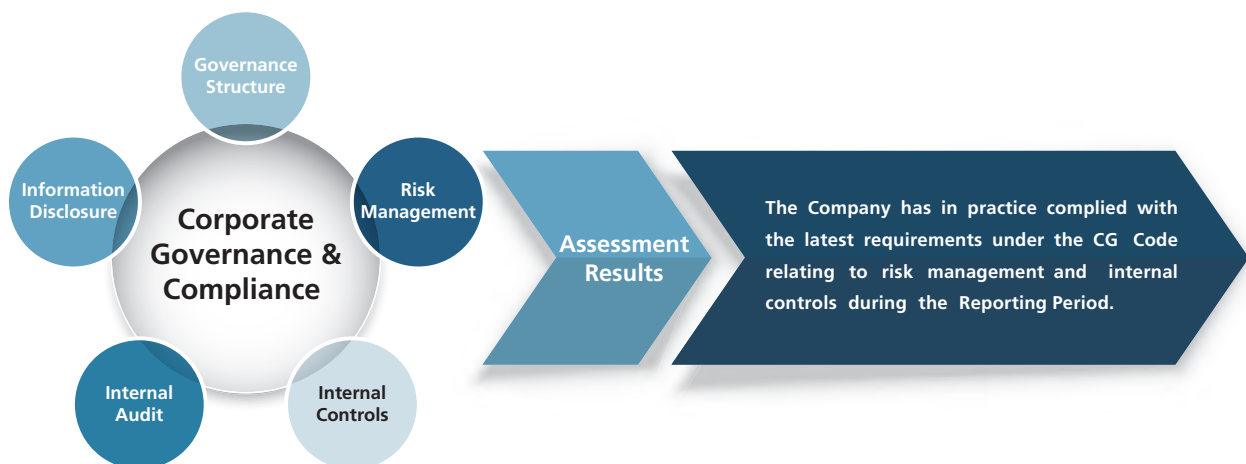 Governance
Structure
Information
Disclosure
Risk
Management
Corporate
Governance &
Compliance
Internal
Audit
Internal
Controls
Assessment
Results
The Company has in practice complied with
the latest requirements under the CG Code
relating to risk management and internal
controls during the Reporting Period.